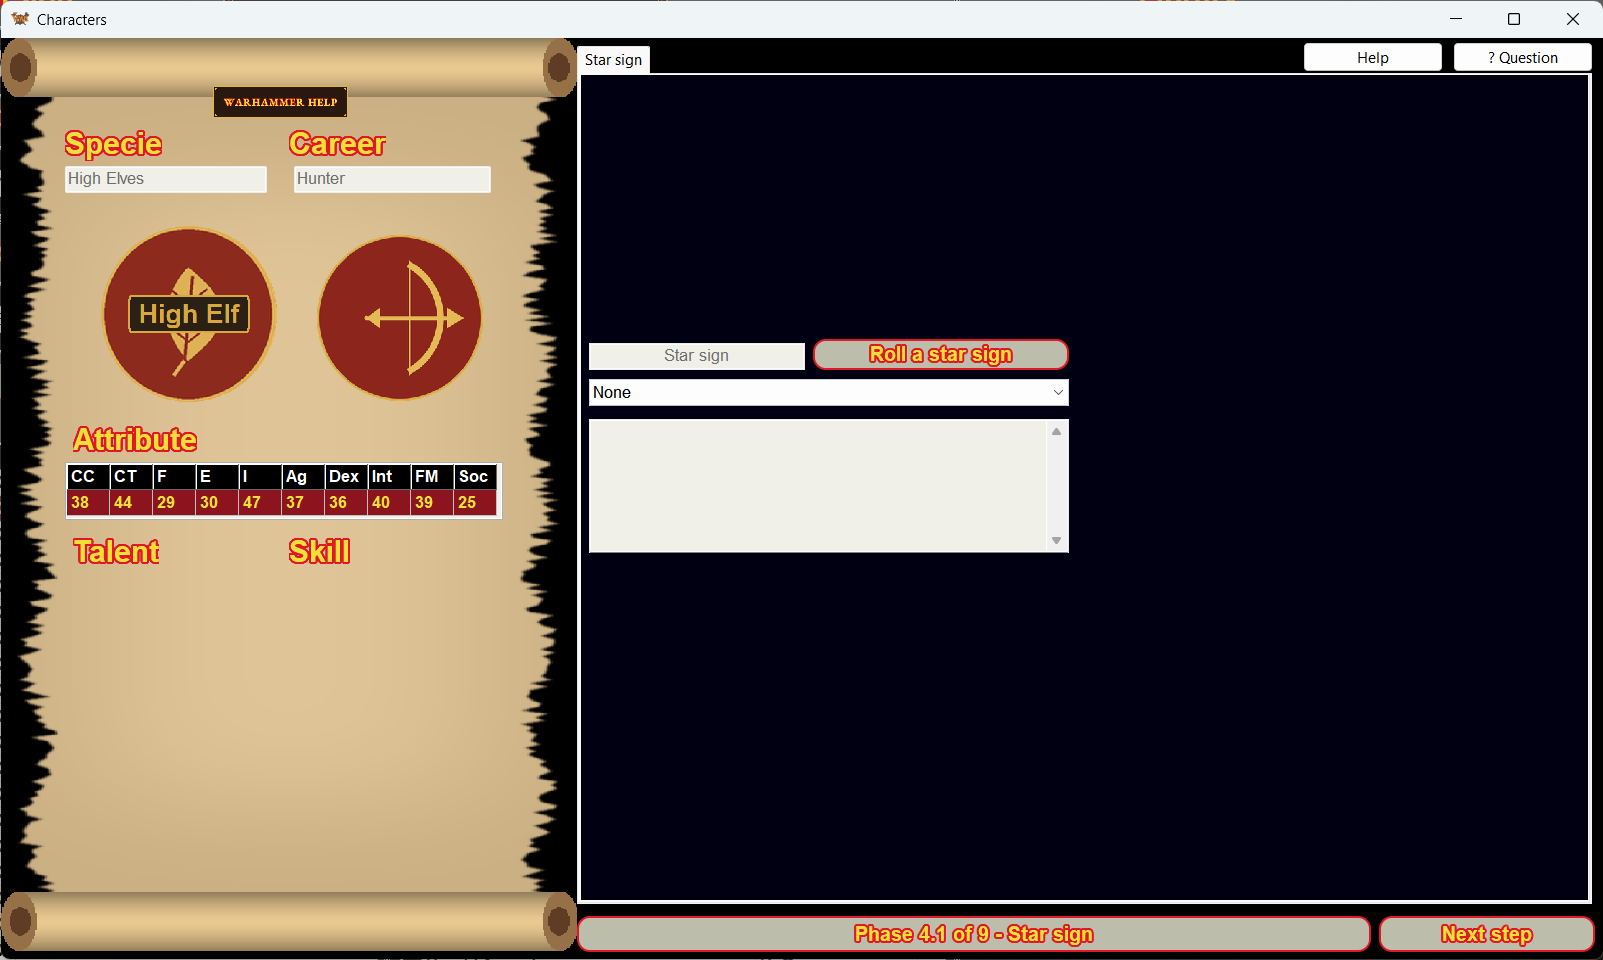 Characters
Star sign
Help
? Question
WARHAMMER HELP
Specie
Career
High Elves
Hunter
High Elf
Star sign
Roll a star sign
None
Attribute
CC CT F E I Ag Dex Int FM Soc
38 44 29 30 47 37 36 40 39 25
Talent
Skill
Phase 4.1 of 9 - Star sign
Next step